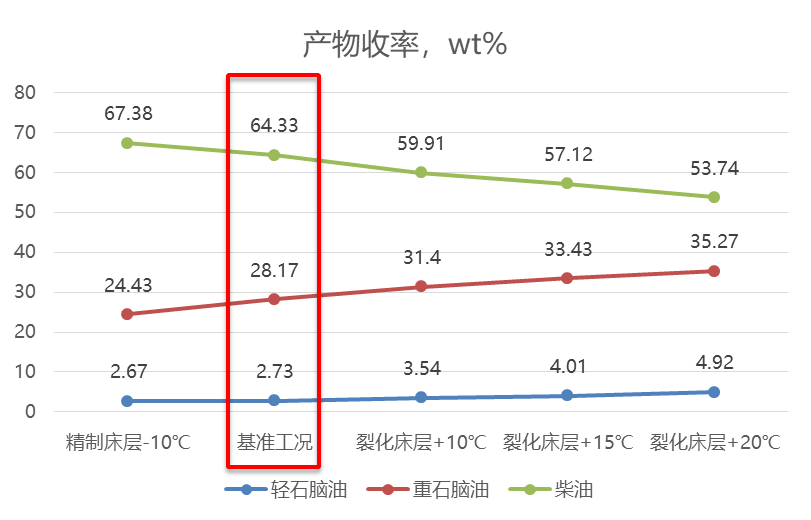 产物收率，wt%
80
70
60
50
40
30
20
10
0
67.38
64.33
59.91
57.12
53.74
24.43
28.17
31.4
33.43
35.27
2.67
2.73
3.54
4.01
4.92
精制床层-10℃
基准工况
裂化床层+10℃
裂化床层+15℃
裂化床层+20℃
轻石脑油
重石脑油
柴油